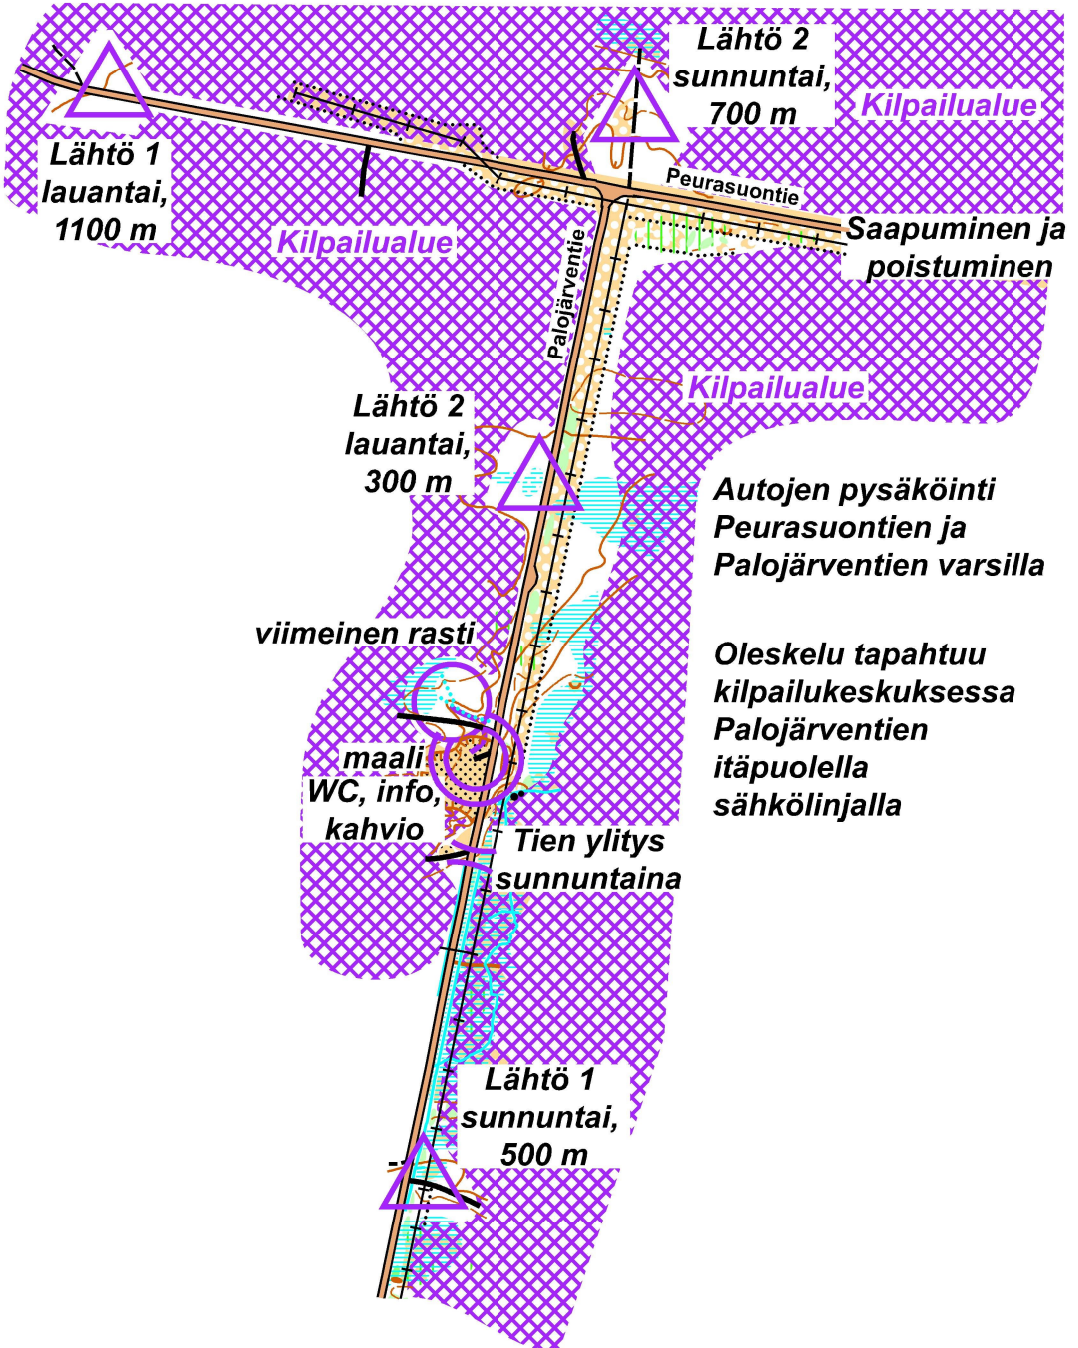 Lähtö 2
sunnuntai,
700 m
Kilpailualue
Lähtö 1
lauantai,
1100 m
Peurasuontie
Saapuminen ja
poistuminen
Kilpailualue
Palojärventie
Kilpailualue
Lähtö 2
lauantai,
300 m
Autojen pysäköinti
Peurasuontien ja
Palojärventien varsilla
viimeinen rasti
Oleskelu tapahtuu
kilpailukeskuksessa
Palojärventien
itäpuolella
sähkölinjalla
maali
WC, info,
kahvio
Tien ylitys
sunnuntaina
Lähtö 1
sunnuntai,
500 m